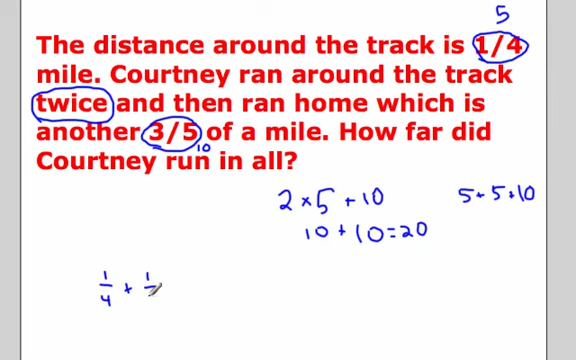 5
The distance around the track is 1/4
mile. Courtney ran around the track
twice and then ran home which is
another 3/5 of a mile. How far did
10
Courtney run in all?
2 × 5 + 10 5 + 5 + 10
10 + 10 = 20
1/4 + 1